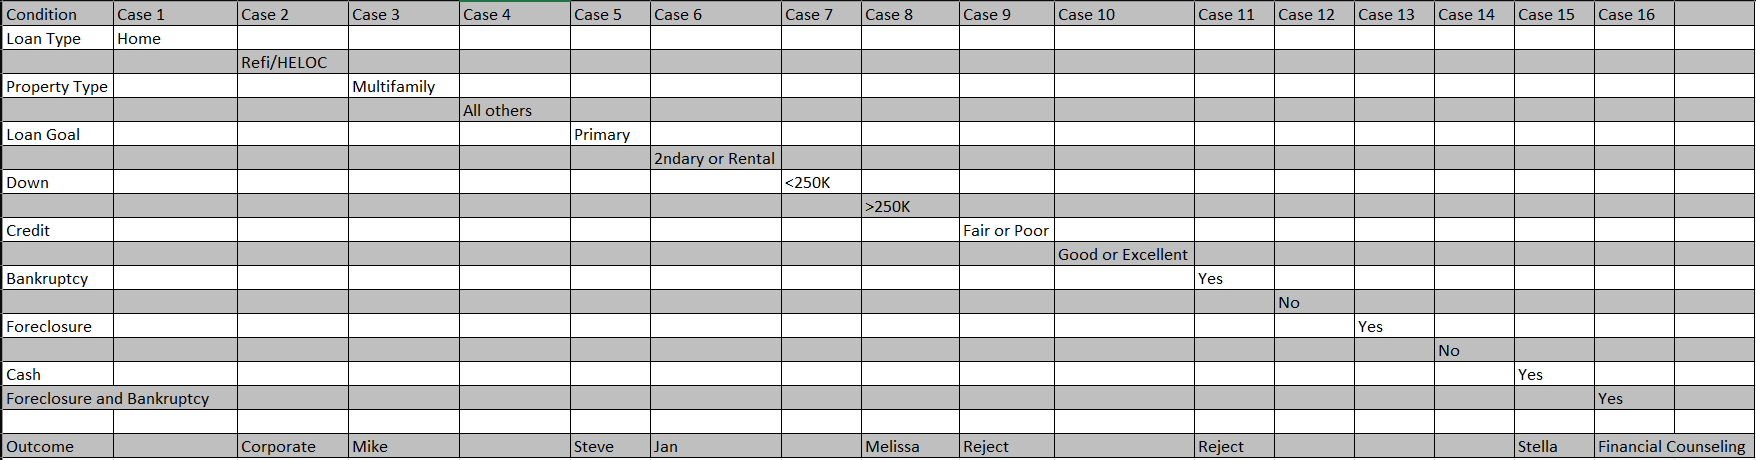 Condition Case 1 Case 2 Case 3 Case 4 Case 5 Case 6 Case 7 Case 8 Case 9 Case 10 Case 11 Case 12 Case 13 Case 14 Case 15 Case 16
Loan Type Home
Refi/HELOC
Property Type Multifamily
All others
Loan Goal Primary
2ndary or Rental
Down <250K
>250K
Credit Fair or Poor
Good or Excellent
Bankruptcy Yes
No
Foreclosure Yes
No
Cash Yes
Foreclosure and Bankruptcy Yes
Outcome Corporate Mike Steve Jan Melissa Reject Reject Stella Financial Counseling